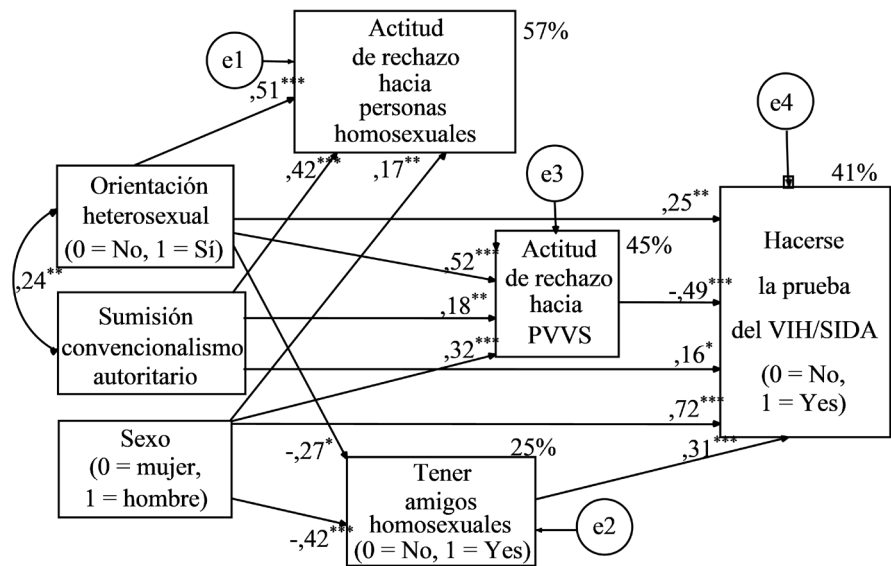 Actitud
de rechazo
hacia
personas
homosexuales
57%
e1
,51***
,42***
,17**
e4
e3
Orientación
heterosexual
(0 = No, 1 = Sí)
,24**
,25**
41%
Hacerse
la prueba
del VIH/SIDA
(0 = No,
1 = Yes)
Actitud
de rechazo
hacia
PVVS
45%
,52***
-,49***
,18**
Sumisión
convencionalismo
autoritario
,32***
,16*
,72***
Sexo
(0 = mujer,
1 = hombre)
-,27*
25%
,31***
Tener
amigos
homosexuales
(0 = No, 1 = Yes)
-,42***
e2